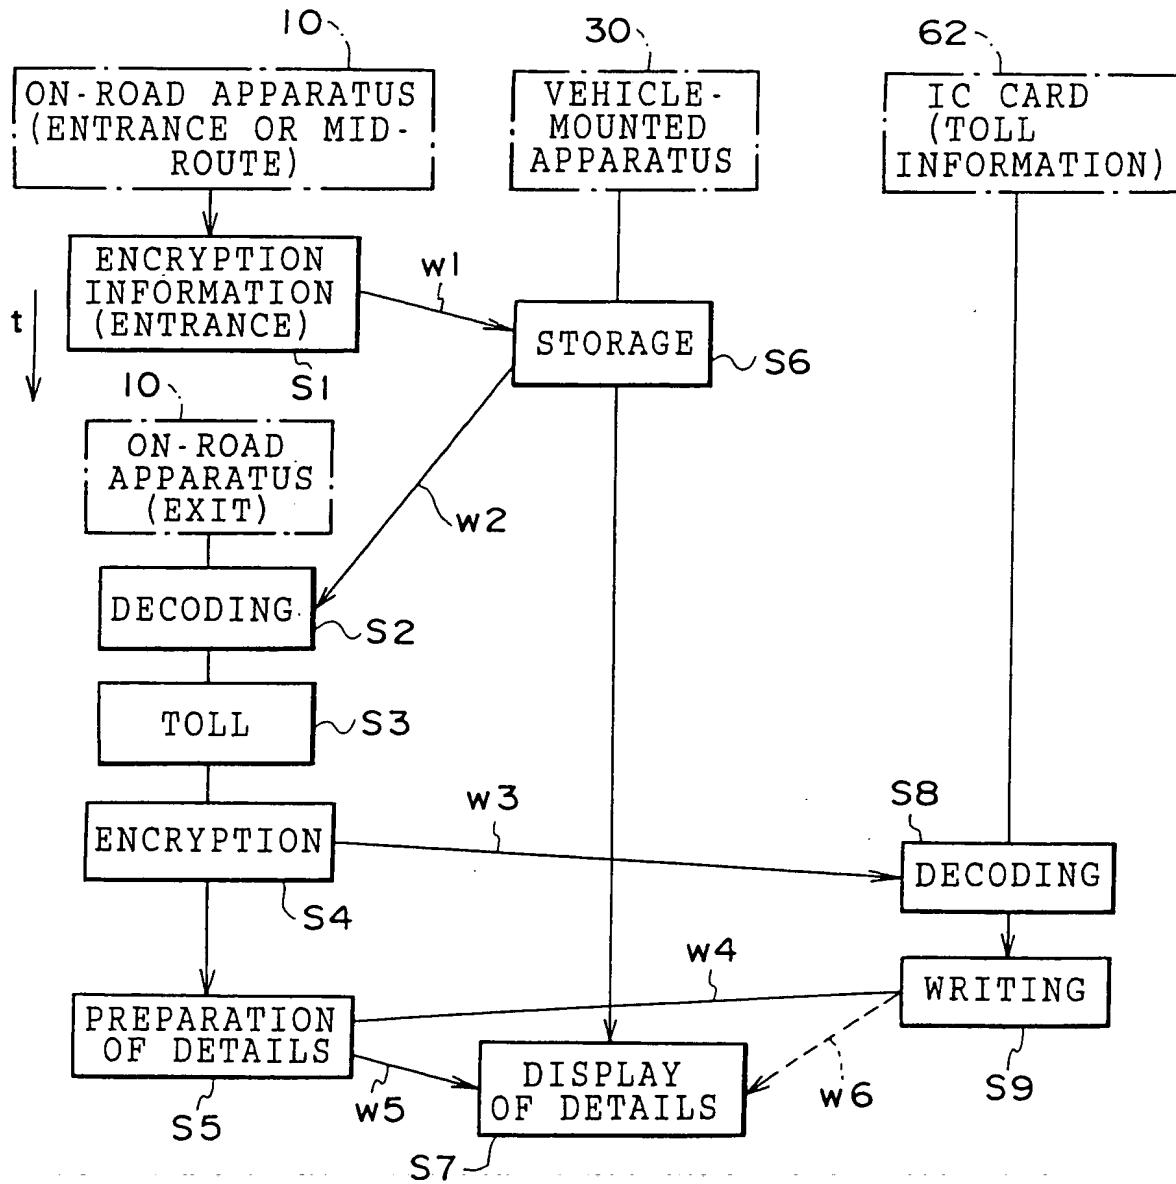 10
30
62
ON-ROAD APPARATUS
(ENTRANCE OR MID-
ROUTE)
VEHICLE-
MOUNTED
APPARATUS
IC CARD
(TOLL
INFORMATION)
ENCRYPTION
INFORMATION
(ENTRANCE)
w1
t
STORAGE
S6
S1
10
ON-ROAD
APPARATUS
(EXIT)
w2
DECODING
S2
TOLL
S3
w3
S8
ENCRYPTION
DECODING
S4
w4
WRITING
PREPARATION
OF DETAILS
DISPLAY
OF DETAILS
w6
S9
S5
w5
S7